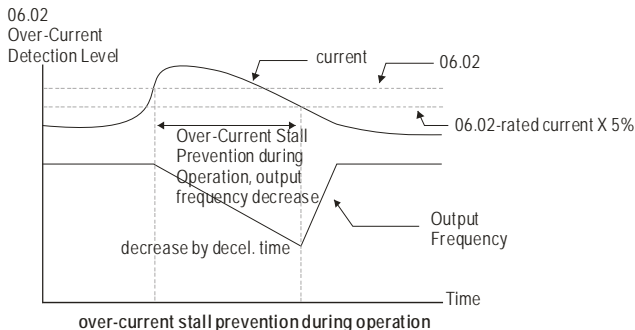 06.02
Over-Current
Detection Level
current
06.02
06.02-rated current X 5%
Over-Current Stall
Prevention during
Operation, output
frequency decrease
decrease by decel. time
Output
Frequency
Time
over-current stall prevention during operation